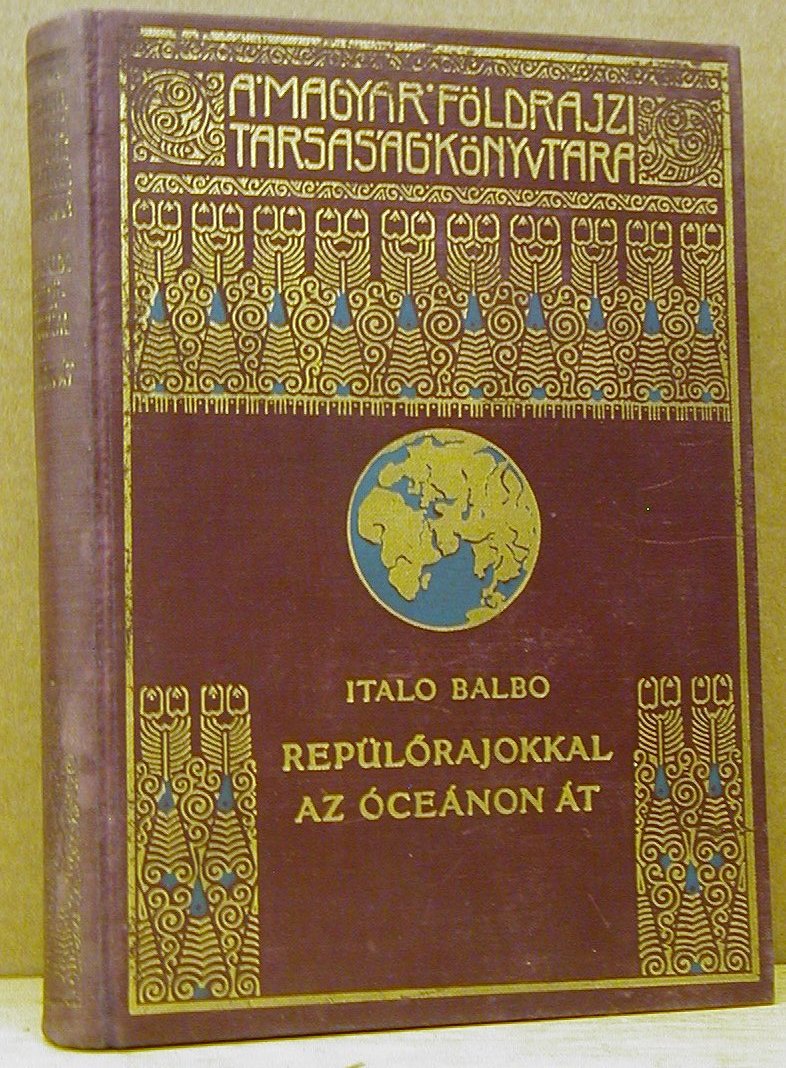 A MAGYAR FÖLDRAJZI
TÁRSASÁG KÖNYVTÁRA
ITALO BALBO
REPÜLŐRAJOKKAL
AZ ÓCEÁNON ÁT